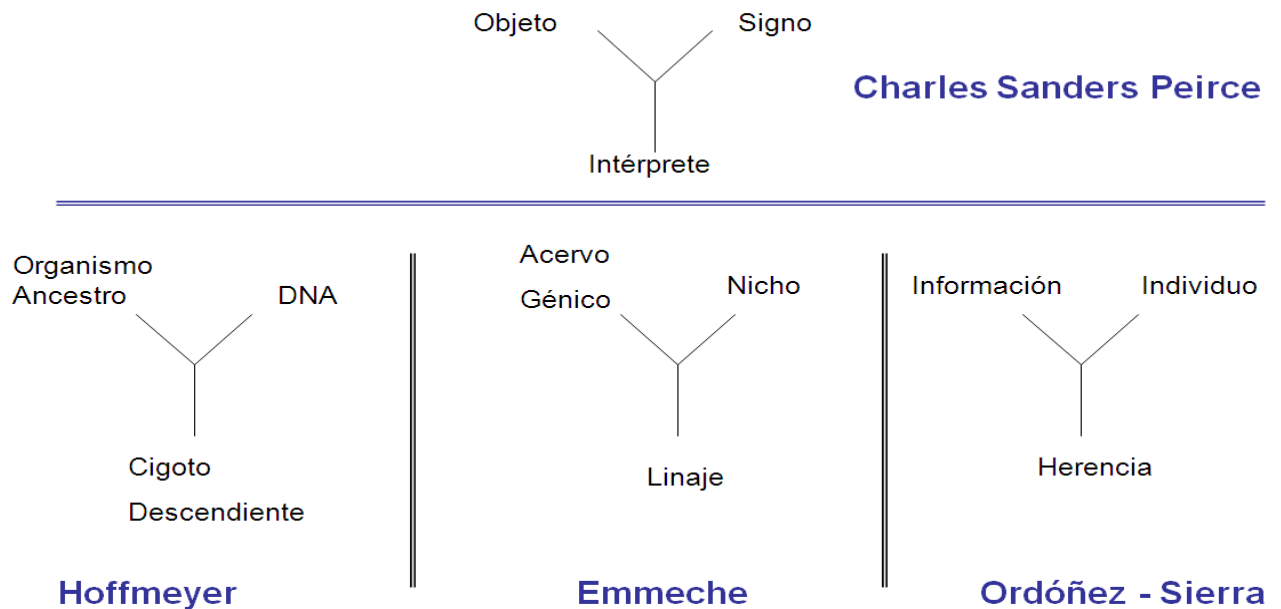 Objeto
Signo
Charles Sanders Peirce
Intérprete
Organismo
Ancestro
DNA
Cigoto
Descendiente
Hoffmeyer
Acervo
Génico
Nicho
Linaje
Emmeche
Información
Individuo
Herencia
Ordóñez - Sierra